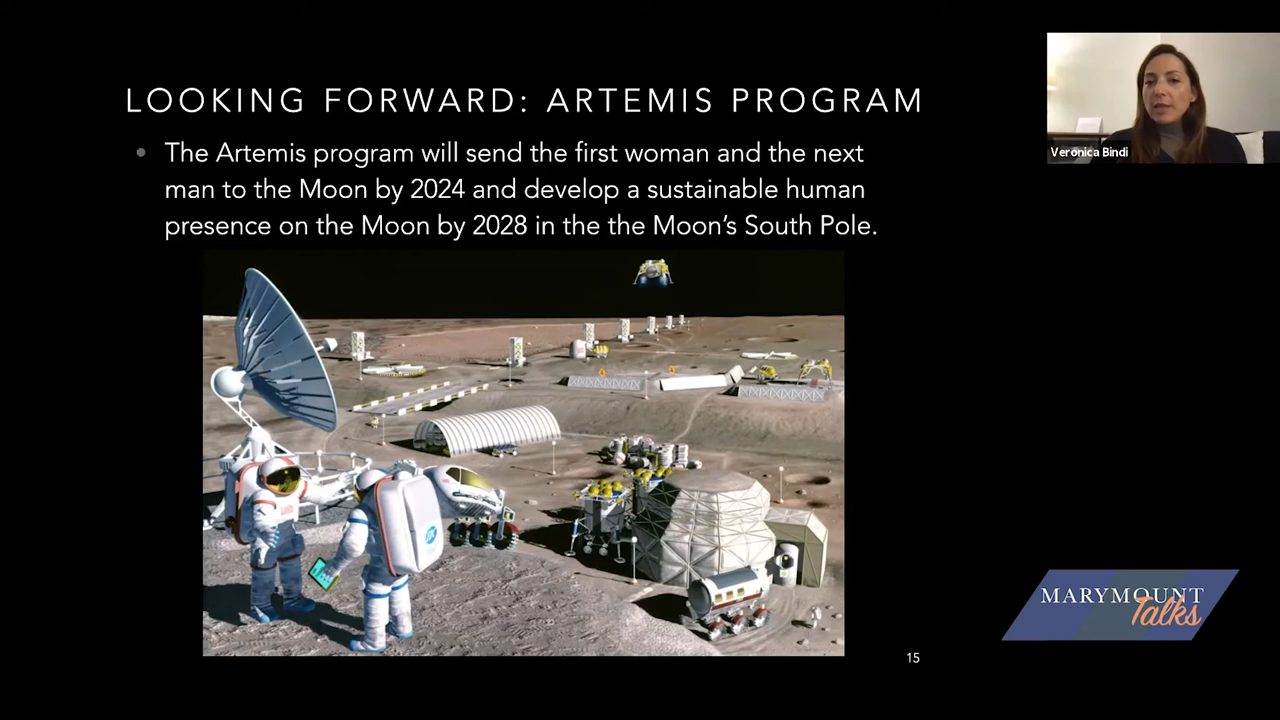 LOOKING FORWARD: ARTEMIS PROGRAM
• The Artemis program will send the first woman and the next
man to the Moon by 2024 and develop a sustainable human
presence on the Moon by 2028 in the the Moon's South Pole.
Veronica Bindi
MARYMOUNT
Talks
15